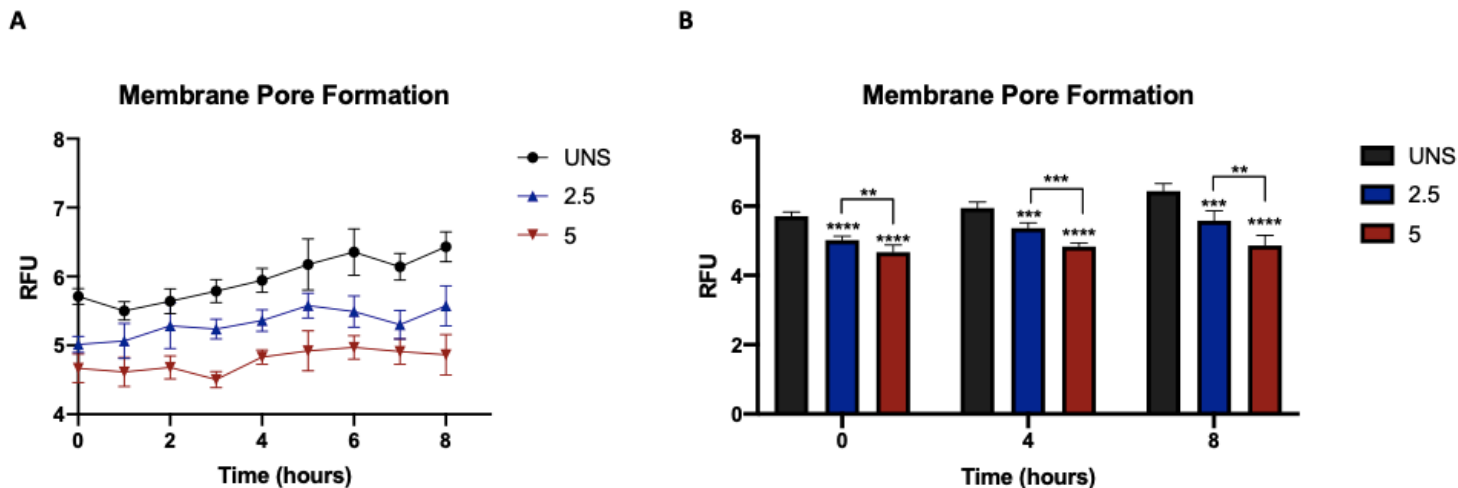 A
Membrane Pore Formation
8
7
6
5
4
RFU
0 2 4 6 8
Time (hours)
UNS
2.5
5
B
Membrane Pore Formation
8
6
4
2
0
RFU
**
****
****
***
***
****
**
***
****
0 4 8
Time (hours)
UNS
2.5
5